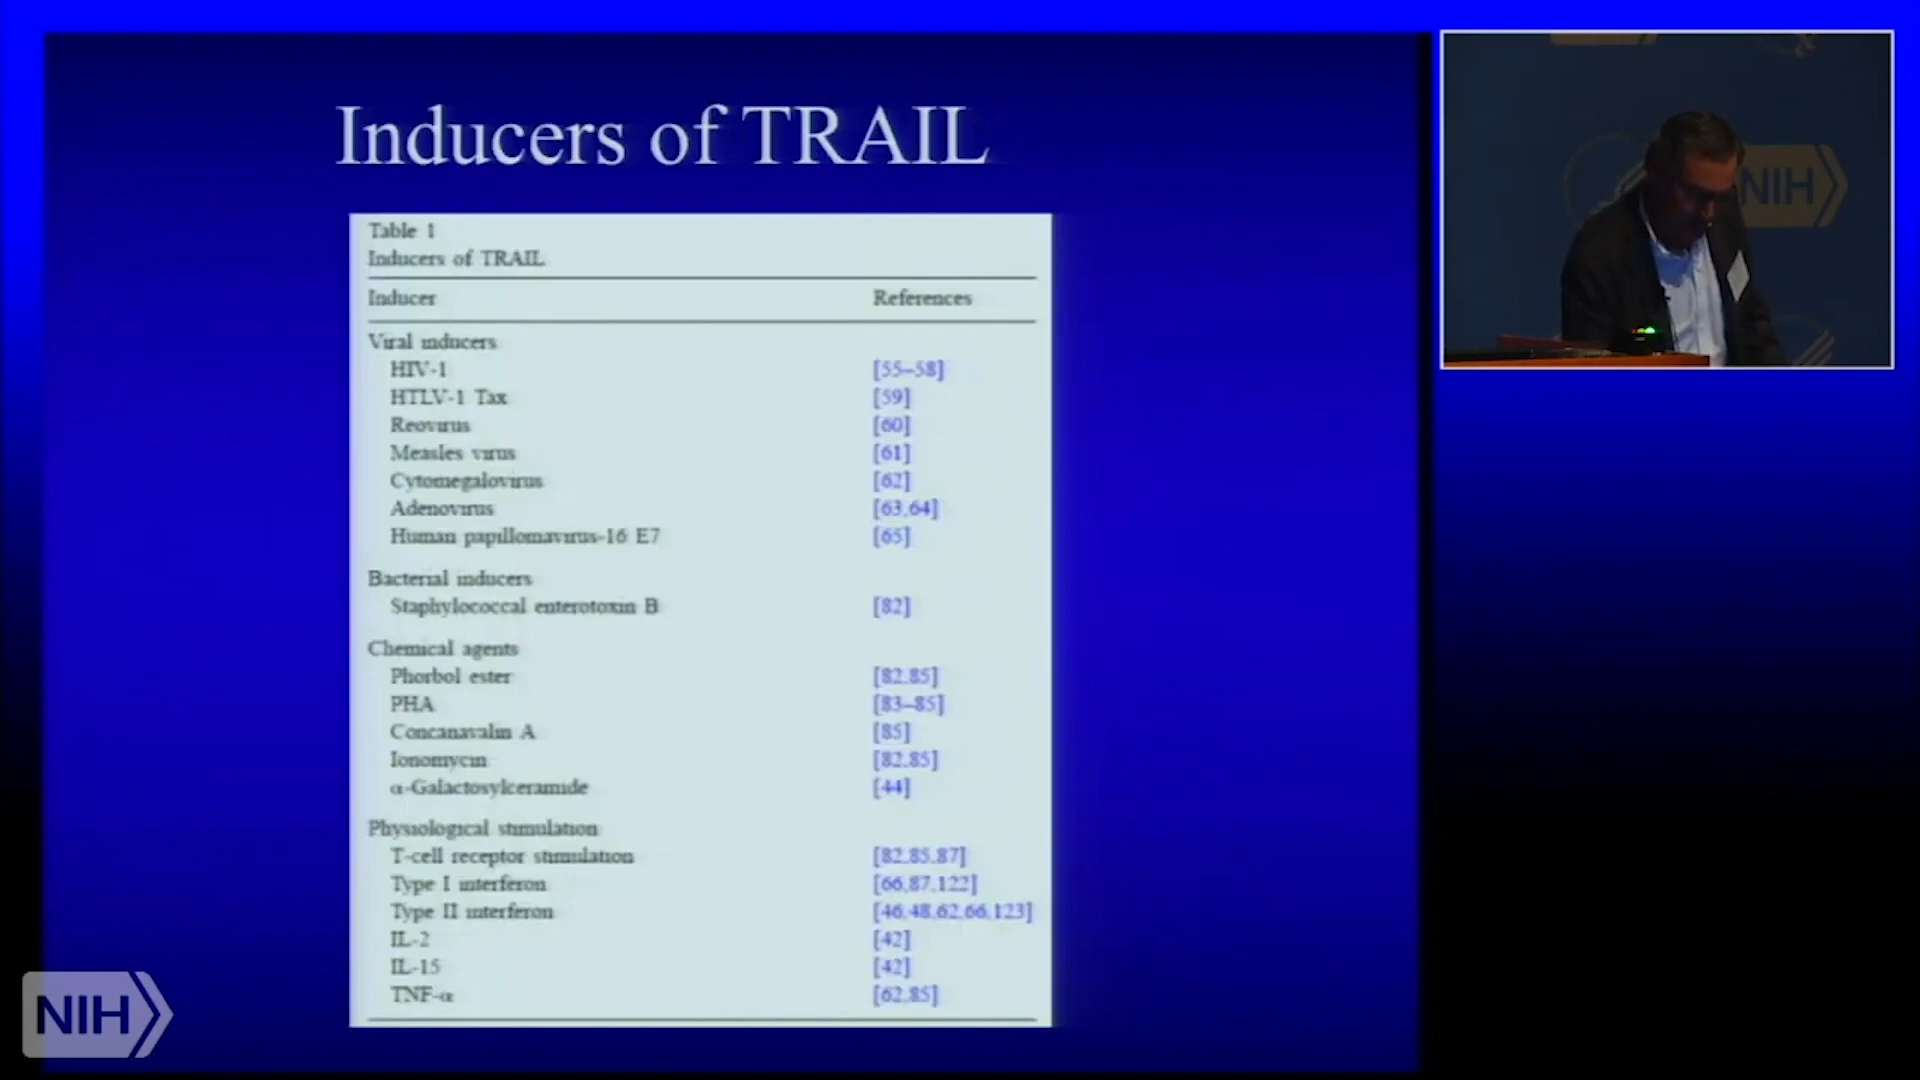 Inducers of TRAIL
Table 1
Inducers of TRAIL
Inducer References
Viral inducers
HIV-1 [55–58]
HTLV-1 Tax [59]
Reovirus [60]
Measles virus [61]
Cytomegalovirus [62]
Adenovirus [63,64]
Human papillomavirus-16 E7 [65]
Bacterial inducers
Staphylococcal enterotoxin B [82]
Chemical agents
Phorbol ester [82,85]
PHA [83–85]
Concanavalin A [85]
Ionomycin [82,85]
α-Galactosylceramide [44]
Physiological stimulation
T-cell receptor stimulation [82,85,87]
Type I interferon [66,87,122]
Type II interferon [46,48,62,66,123]
IL-2 [42]
IL-15 [42]
TNF-α [62,85]
NIH
NIH